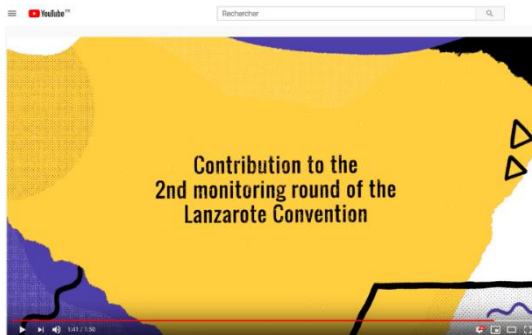 YouTube FR
Rechercher
Contribution to the
2nd monitoring round of the
Lanzarote Convention
1:41 / 1:50